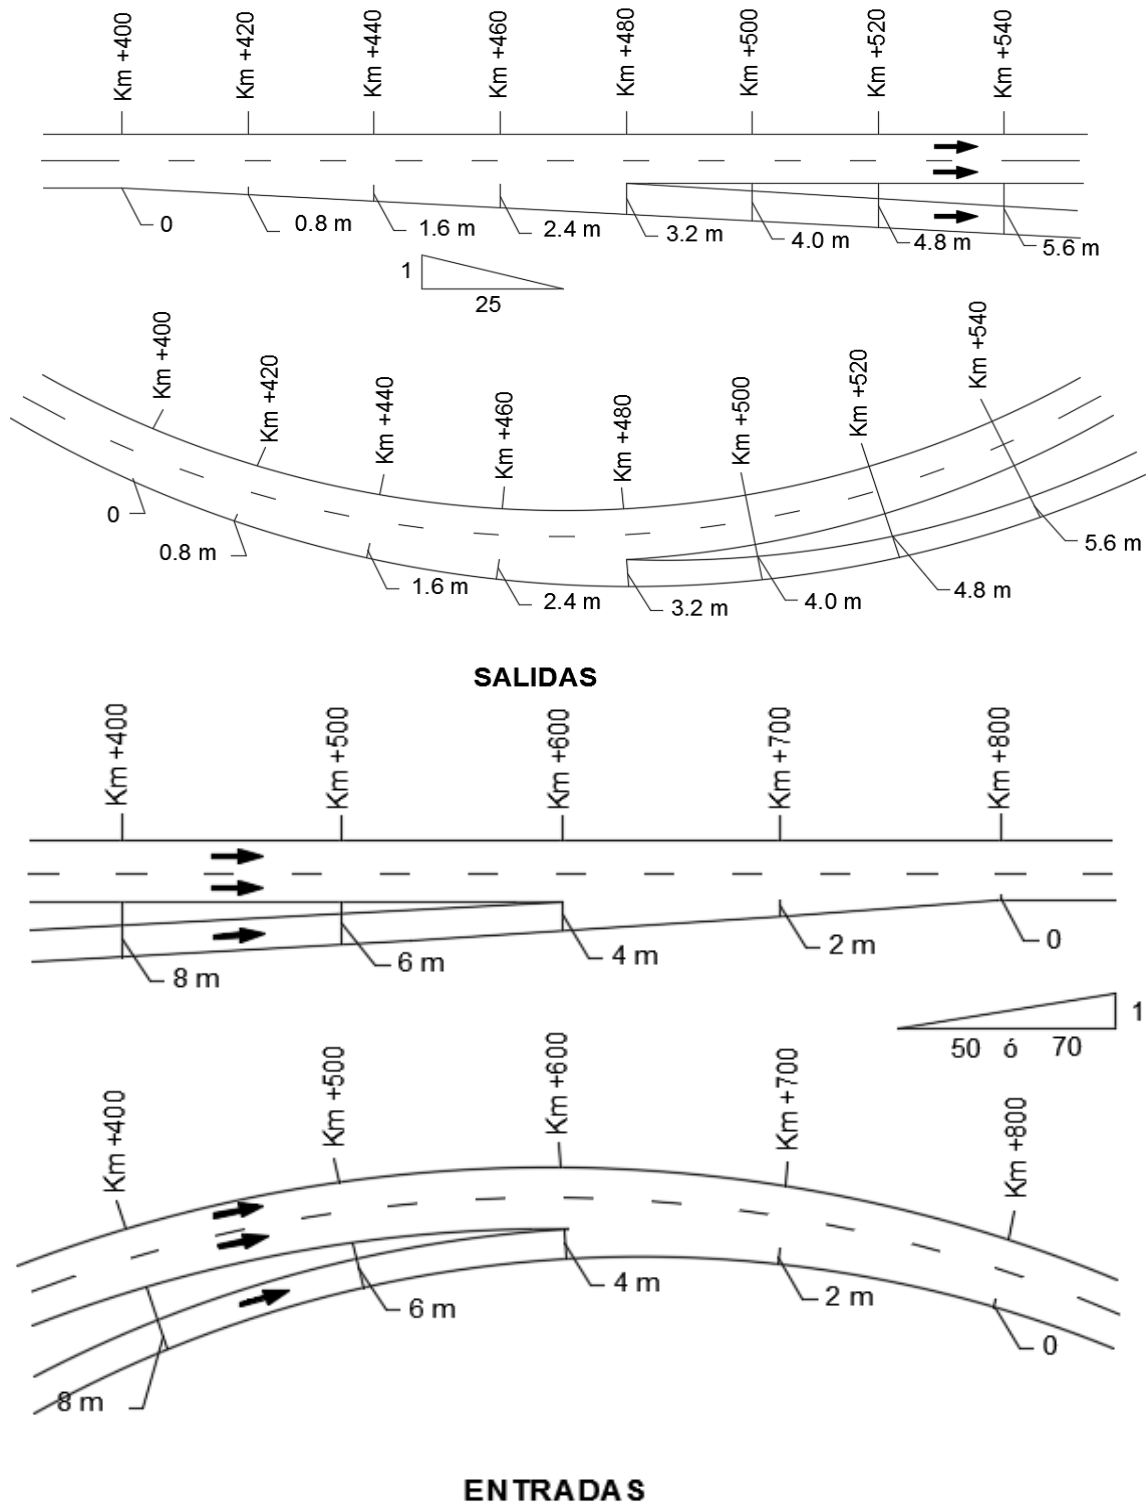 Km +400
Km +420
Km +440
Km +460
Km +480
Km +500
Km +520
Km +540
0
0.8 m
1.6 m
2.4 m
3.2 m
4.0 m
4.8 m
5.6 m
1
25
Km +400
Km +420
Km +440
Km +460
Km +480
Km +500
Km +520
Km +540
0
0.8 m
1.6 m
2.4 m
3.2 m
4.0 m
4.8 m
5.6 m
SALIDAS
Km +400
Km +500
Km +600
Km +700
Km +800
8 m
6 m
4 m
2 m
0
1
50 ó 70
Km +400
Km +500
Km +600
Km +700
Km +800
8 m
6 m
4 m
2 m
0
ENTRADAS